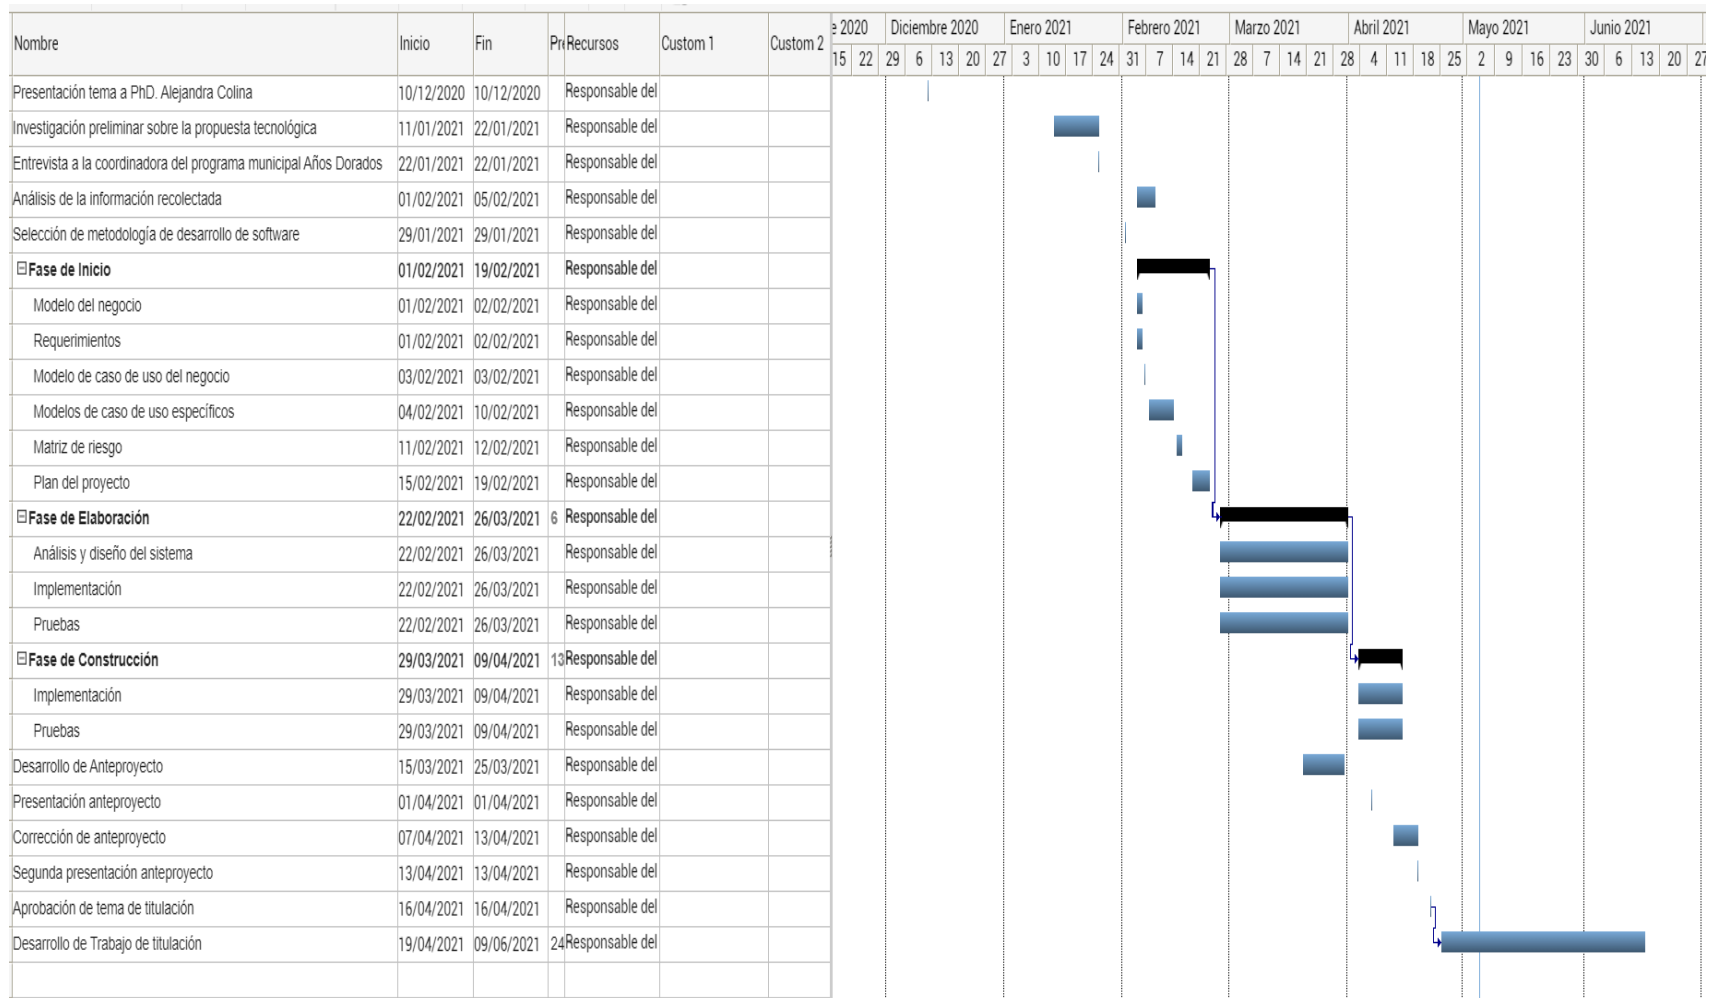 Nombre Inicio Fin Pre Recursos Custom 1 Custom 2 e 2020 Diciembre 2020 Enero 2021 Febrero 2021 Marzo 2021 Abril 2021 Mayo 2021 Junio 2021
15 22 29 6 13 20 27 3 10 17 24 31 7 14 21 28 7 14 21 28 4 11 18 25 2 9 16 23 30 6 13 20 27
Presentación tema a PhD. Alejandra Colina 10/12/2020 10/12/2020 Responsable del
Investigación preliminar sobre la propuesta tecnológica 11/01/2021 22/01/2021 Responsable del
Entrevista a la coordinadora del programa municipal Años Dorados 22/01/2021 22/01/2021 Responsable del
Análisis de la información recolectada 01/02/2021 05/02/2021 Responsable del
Selección de metodología de desarrollo de software 29/01/2021 29/01/2021 Responsable del
Fase de Inicio 01/02/2021 19/02/2021 Responsable del
Modelo del negocio 01/02/2021 02/02/2021 Responsable del
Requerimientos 01/02/2021 02/02/2021 Responsable del
Modelo de caso de uso del negocio 03/02/2021 03/02/2021 Responsable del
Modelos de caso de uso específicos 04/02/2021 10/02/2021 Responsable del
Matriz de riesgo 11/02/2021 12/02/2021 Responsable del
Plan del proyecto 15/02/2021 19/02/2021 Responsable del
Fase de Elaboración 22/02/2021 26/03/2021 6 Responsable del
Análisis y diseño del sistema 22/02/2021 26/03/2021 Responsable del
Implementación 22/02/2021 26/03/2021 Responsable del
Pruebas 22/02/2021 26/03/2021 Responsable del
Fase de Construcción 29/03/2021 09/04/2021 13 Responsable del
Implementación 29/03/2021 09/04/2021 Responsable del
Pruebas 29/03/2021 09/04/2021 Responsable del
Desarrollo de Anteproyecto 15/03/2021 25/03/2021 Responsable del
Presentación anteproyecto 01/04/2021 01/04/2021 Responsable del
Corrección de anteproyecto 07/04/2021 13/04/2021 Responsable del
Segunda presentación anteproyecto 13/04/2021 13/04/2021 Responsable del
Aprobación de tema de titulación 16/04/2021 16/04/2021 Responsable del
Desarrollo de Trabajo de titulación 19/04/2021 09/06/2021 24 Responsable del